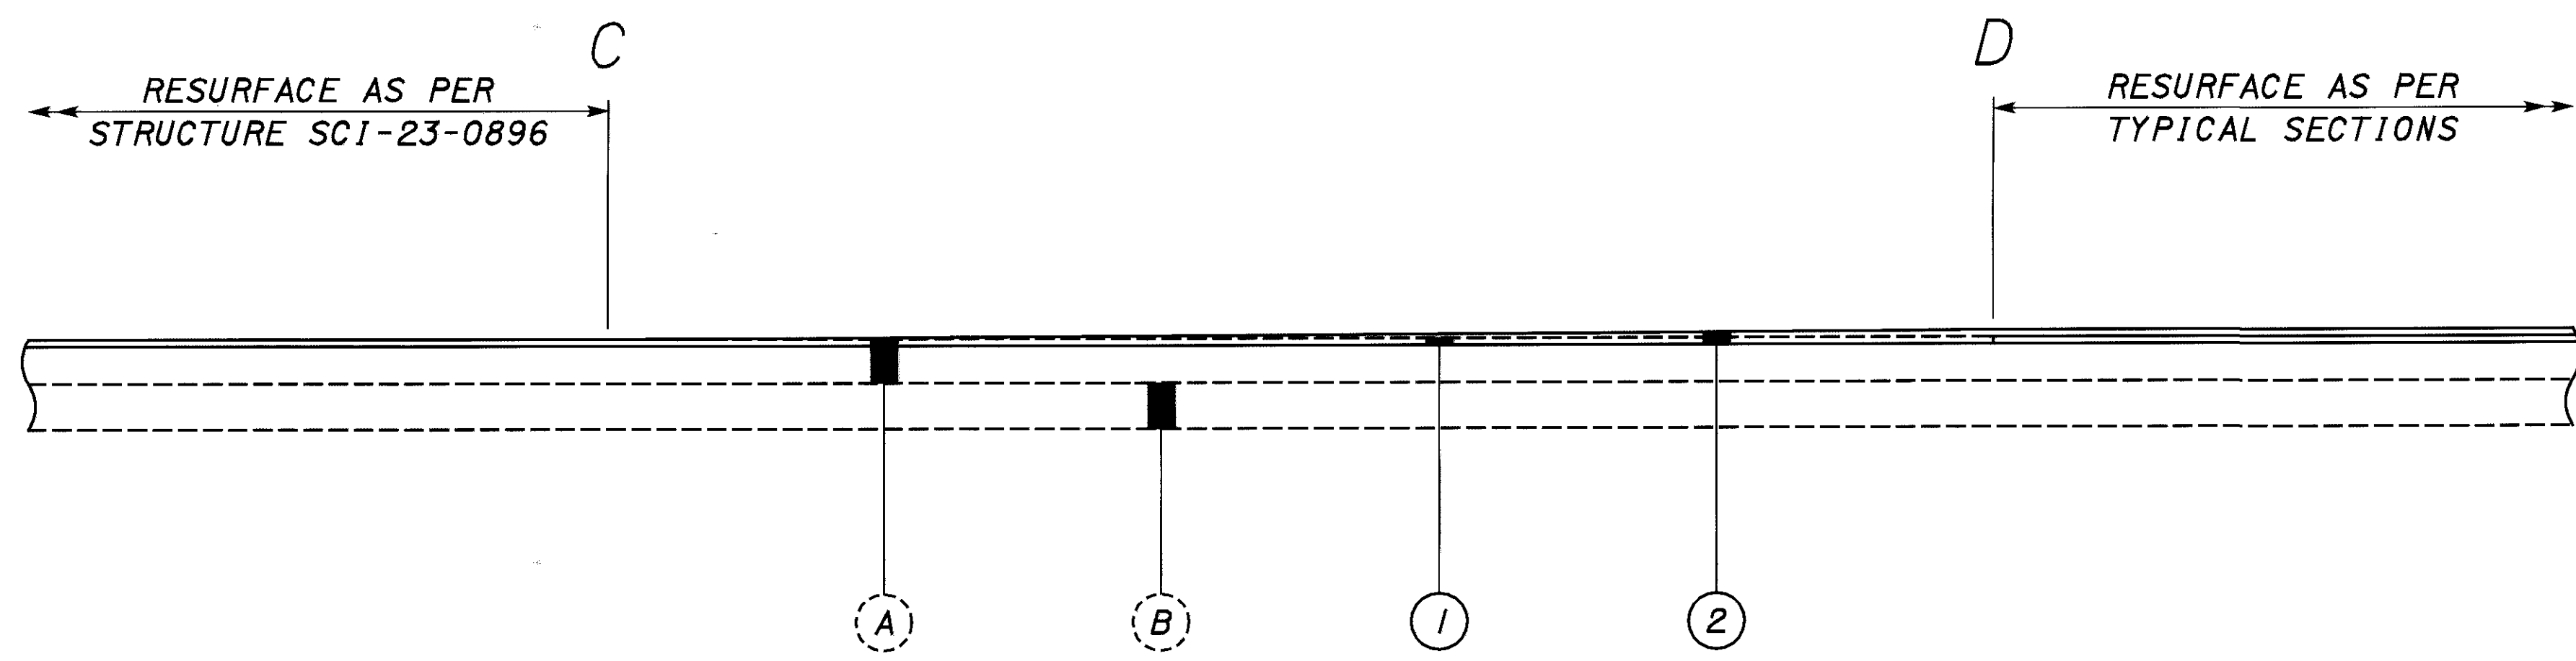 C
D
RESURFACE AS PER
STRUCTURE SCI-23-0896
RESURFACE AS PER
TYPICAL SECTIONS
A
B
1
2